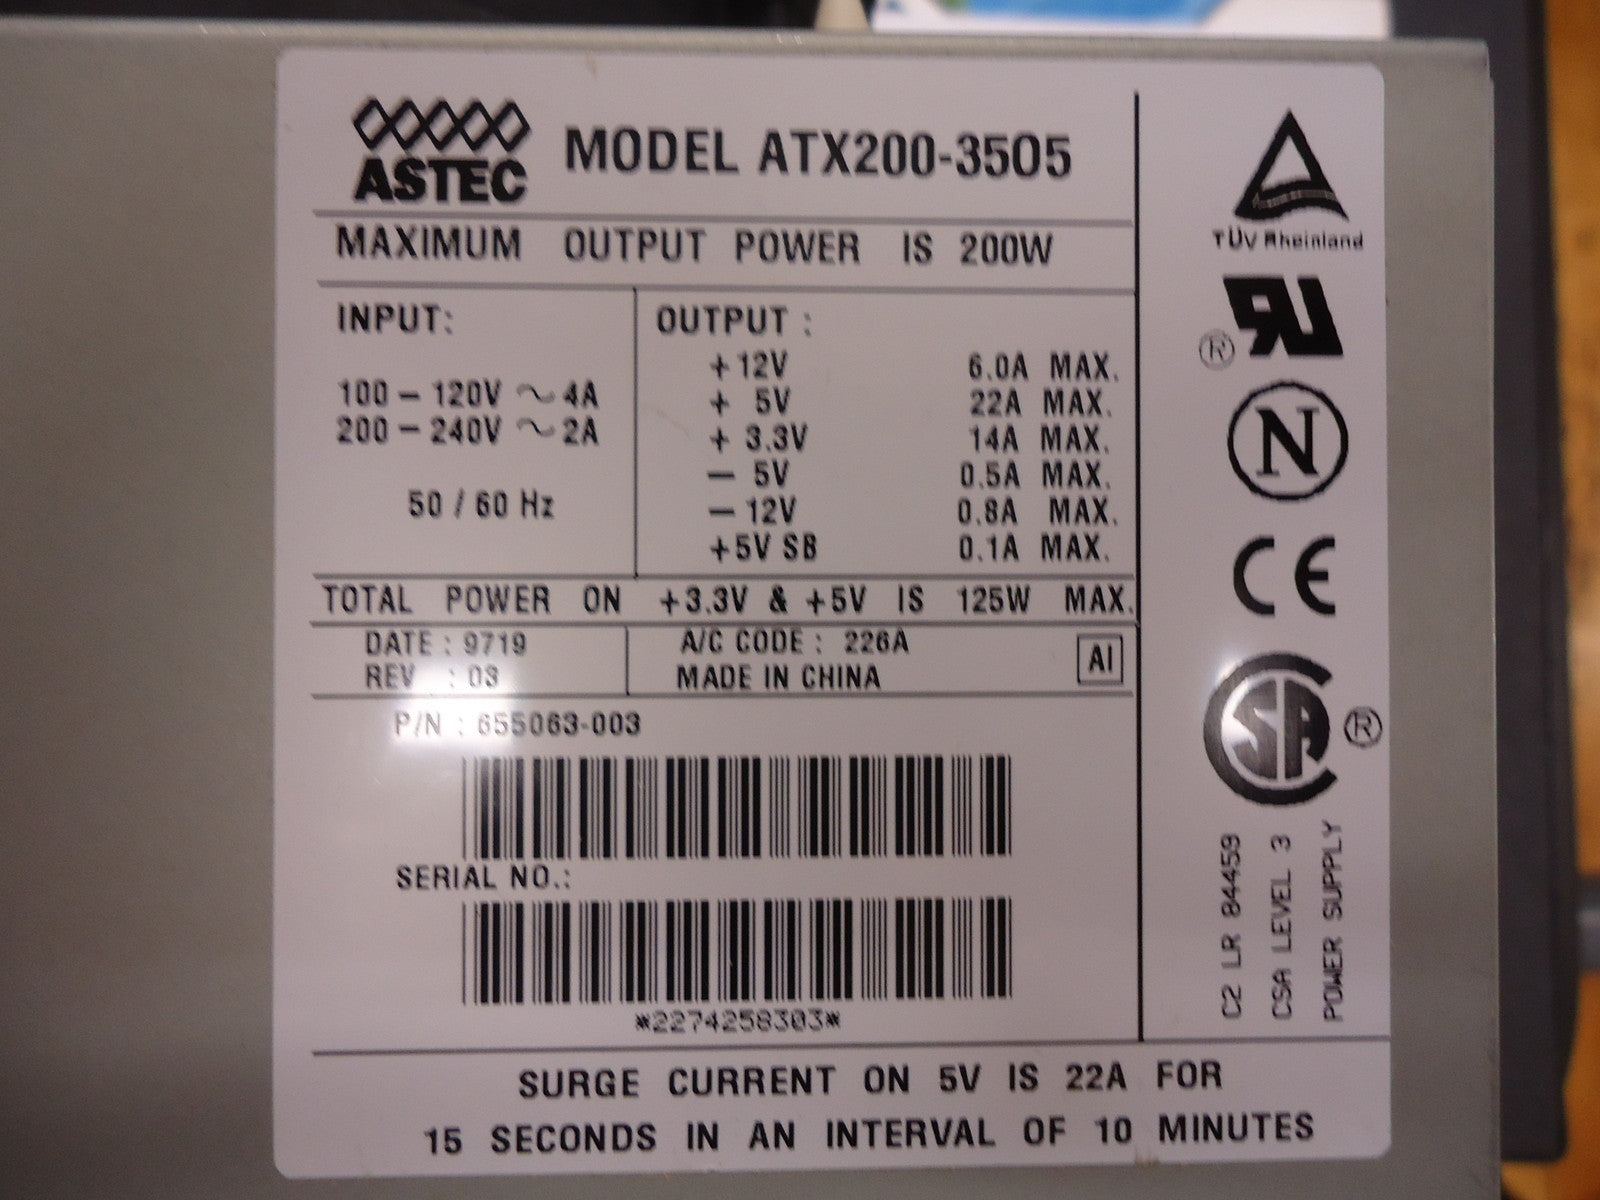 ASTEC MODEL ATX200-3505
MAXIMUM OUTPUT POWER IS 200W
INPUT:
100 – 120V ~ 4A
200 – 240V ~ 2A
50 / 60 Hz
OUTPUT :
+ 12V 6.0A MAX.
+ 5V 22A MAX.
+ 3.3V 14A MAX.
– 5V 0.5A MAX.
– 12V 0.8A MAX.
+5V SB 0.1A MAX.
TOTAL POWER ON +3.3V & +5V IS 125W MAX.
DATE : 9719
REV : 03
A/C CODE : 226A
MADE IN CHINA
AI
P/N : 655063-003
SERIAL NO.:
*2274258303*
TÜV Rheinland
RU ®
N
CE
CSA ®
C2 LR 84459
CSA LEVEL 3
POWER SUPPLY
SURGE CURRENT ON 5V IS 22A FOR
15 SECONDS IN AN INTERVAL OF 10 MINUTES